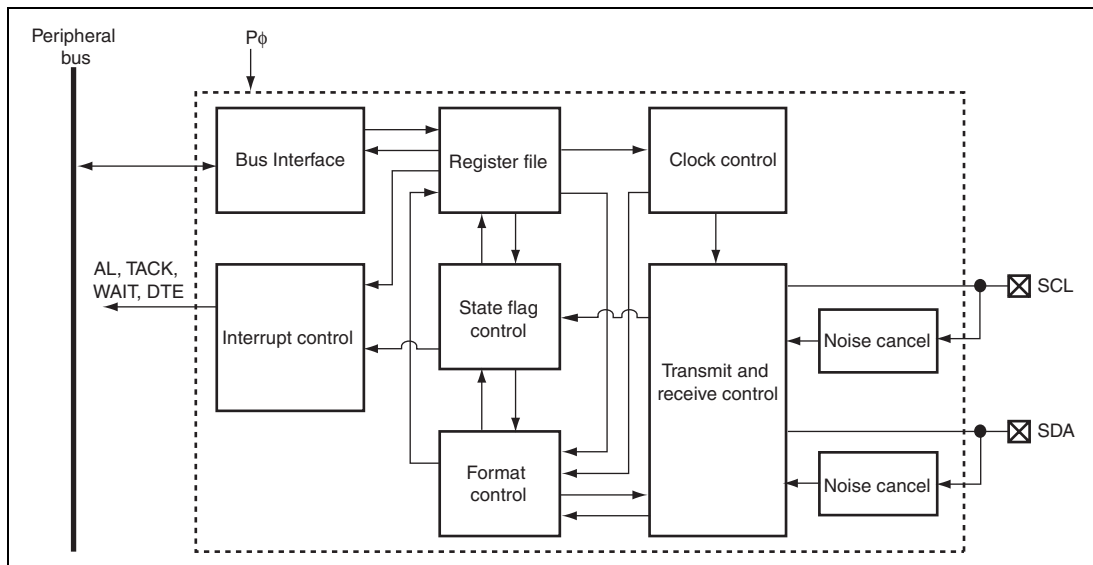 Peripheral
bus
Pϕ
Bus Interface
Register file
Clock control
AL, TACK,
WAIT, DTE
Interrupt control
State flag
control
Transmit and
receive control
SCL
Noise cancel
SDA
Format
control
Noise cancel